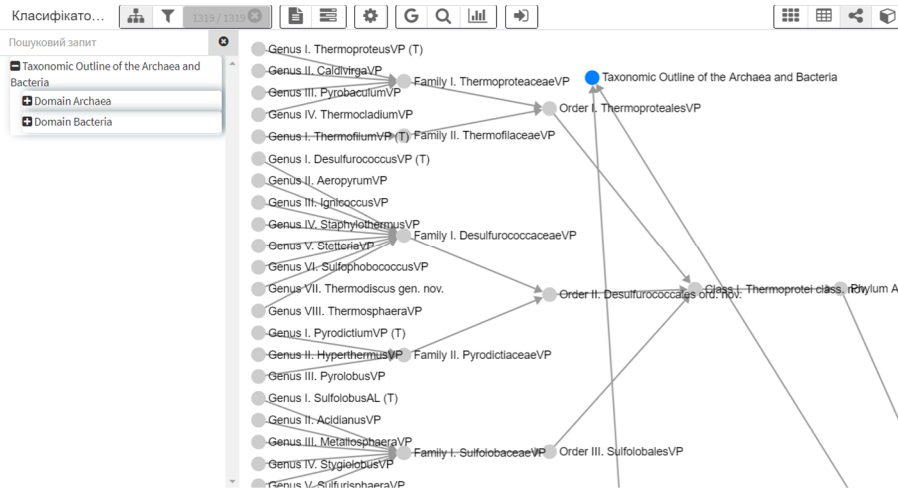 Класифікато...
1319 / 1319
Пошуковий запит
Taxonomic Outline of the Archaea and
Bacteria
Domain Archaea
Domain Bacteria
Genus I. ThermoproteusVP (T)
Genus II. CaldivirgaVP
Genus III. PyrobaculumVP
Genus IV. ThermocladiumVP
Genus I. ThermofilumVP (T)
Genus I. DesulfurococcusVP (T)
Genus II. AeropyrumVP
Genus III. IgnicoccusVP
Genus IV. StaphylothermusVP
Genus V. StetteriaVP
Genus VI. SulfophobococcusVP
Genus VII. Thermodiscus gen. nov.
Genus VIII. ThermosphaeraVP
Genus I. PyrodictiumVP (T)
Genus II. HyperthermusVP
Genus III. PyrolobusVP
Genus I. SulfolobusAL (T)
Genus II. AcidianusVP
Genus III. MetallosphaeraVP
Genus IV. StygiolobusVP
Genus V. SulfurisphaeraVP
Family I. ThermoproteaceaeVP
Family II. ThermofilaceaeVP
Family I. DesulfurococcaceaeVP
Family II. PyrodictiaceaeVP
Family I. SulfolobaceaeVP
Taxonomic Outline of the Archaea and Bacteria
Order I. ThermoprotealesVP
Order II. Desulfurococcales ord. nov.
Order III. SulfolobalesVP
Class I. Thermoprotei class. nov.
Phylum A